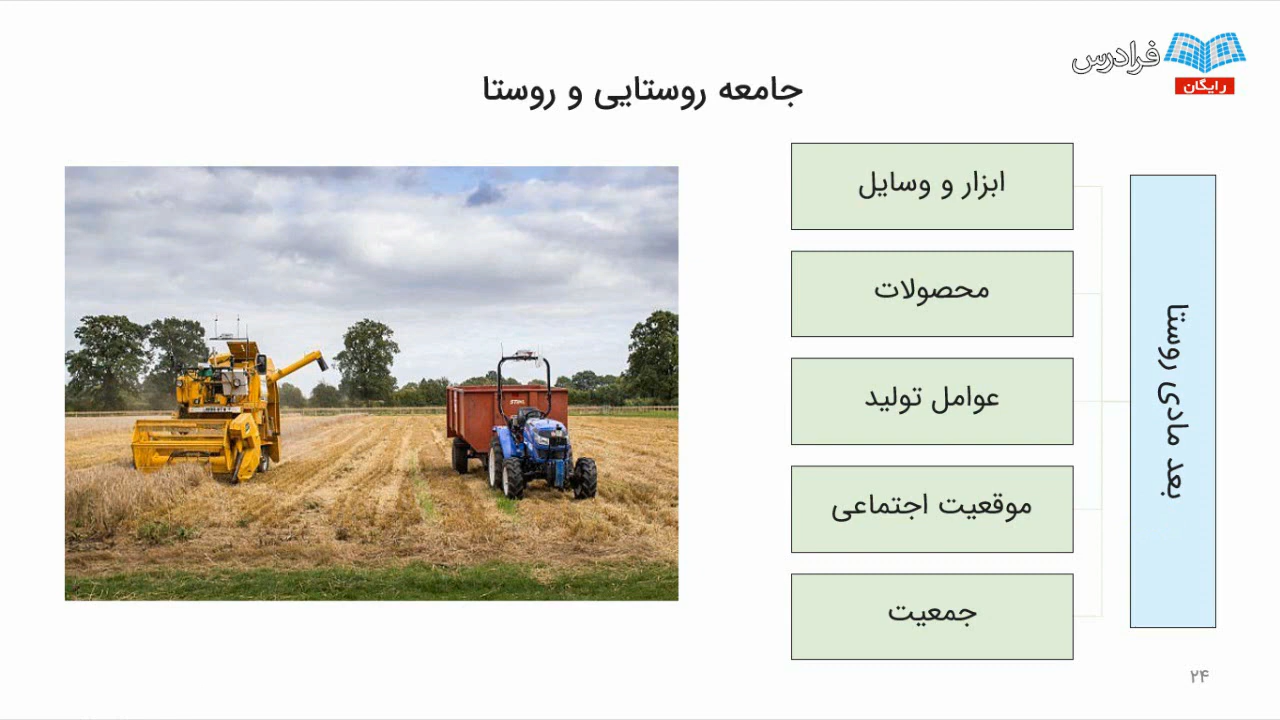 فرادرس
رایگان
جامعه روستایی و روستا
بعد مادی روستا
ابزار و وسایل
محصولات
عوامل تولید
موقعیت اجتماعی
جمعیت
۲۴